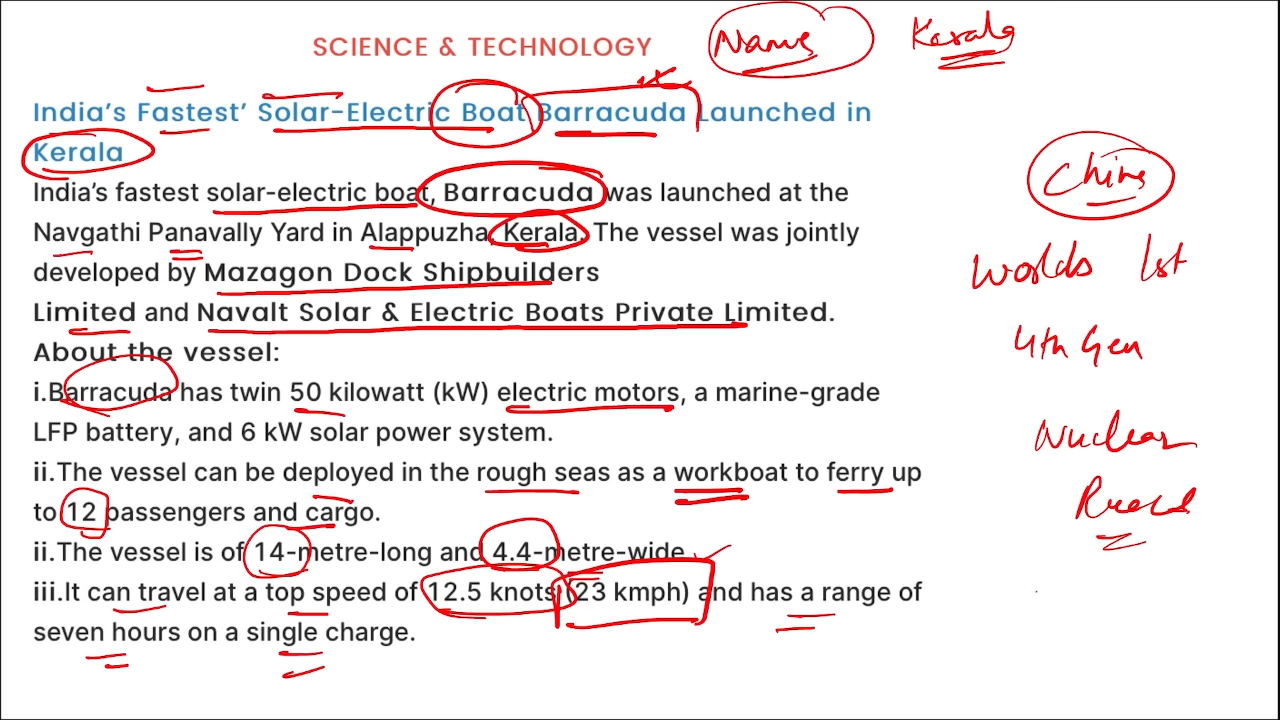 SCIENCE & TECHNOLOGY
Name
Kerala
India's Fastest' Solar-Electric Boat Barracuda Launched in
Kerala
India's fastest solar-electric boat, Barracuda was launched at the
Navgathi Panavally Yard in Alappuzha, Kerala. The vessel was jointly
developed by Mazagon Dock Shipbuilders
Limited and Navalt Solar & Electric Boats Private Limited.
About the vessel:
i.Barracuda has twin 50 kilowatt (kW) electric motors, a marine-grade
LFP battery, and 6 kW solar power system.
ii.The vessel can be deployed in the rough seas as a workboat to ferry up
to 12 passengers and cargo.
ii.The vessel is of 14-metre-long and 4.4-metre-wide
iii.It can travel at a top speed of 12.5 knots (23 kmph) and has a range of
seven hours on a single charge.
China
Worlds 1st
4th Gen
Nuclear